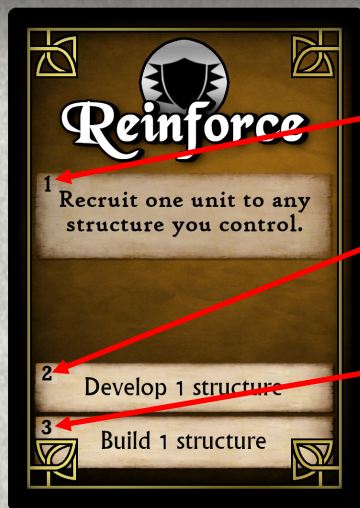 Reinforce
1
Recruit one unit to any
structure you control.
2
Develop 1 structure
3
Build 1 structure